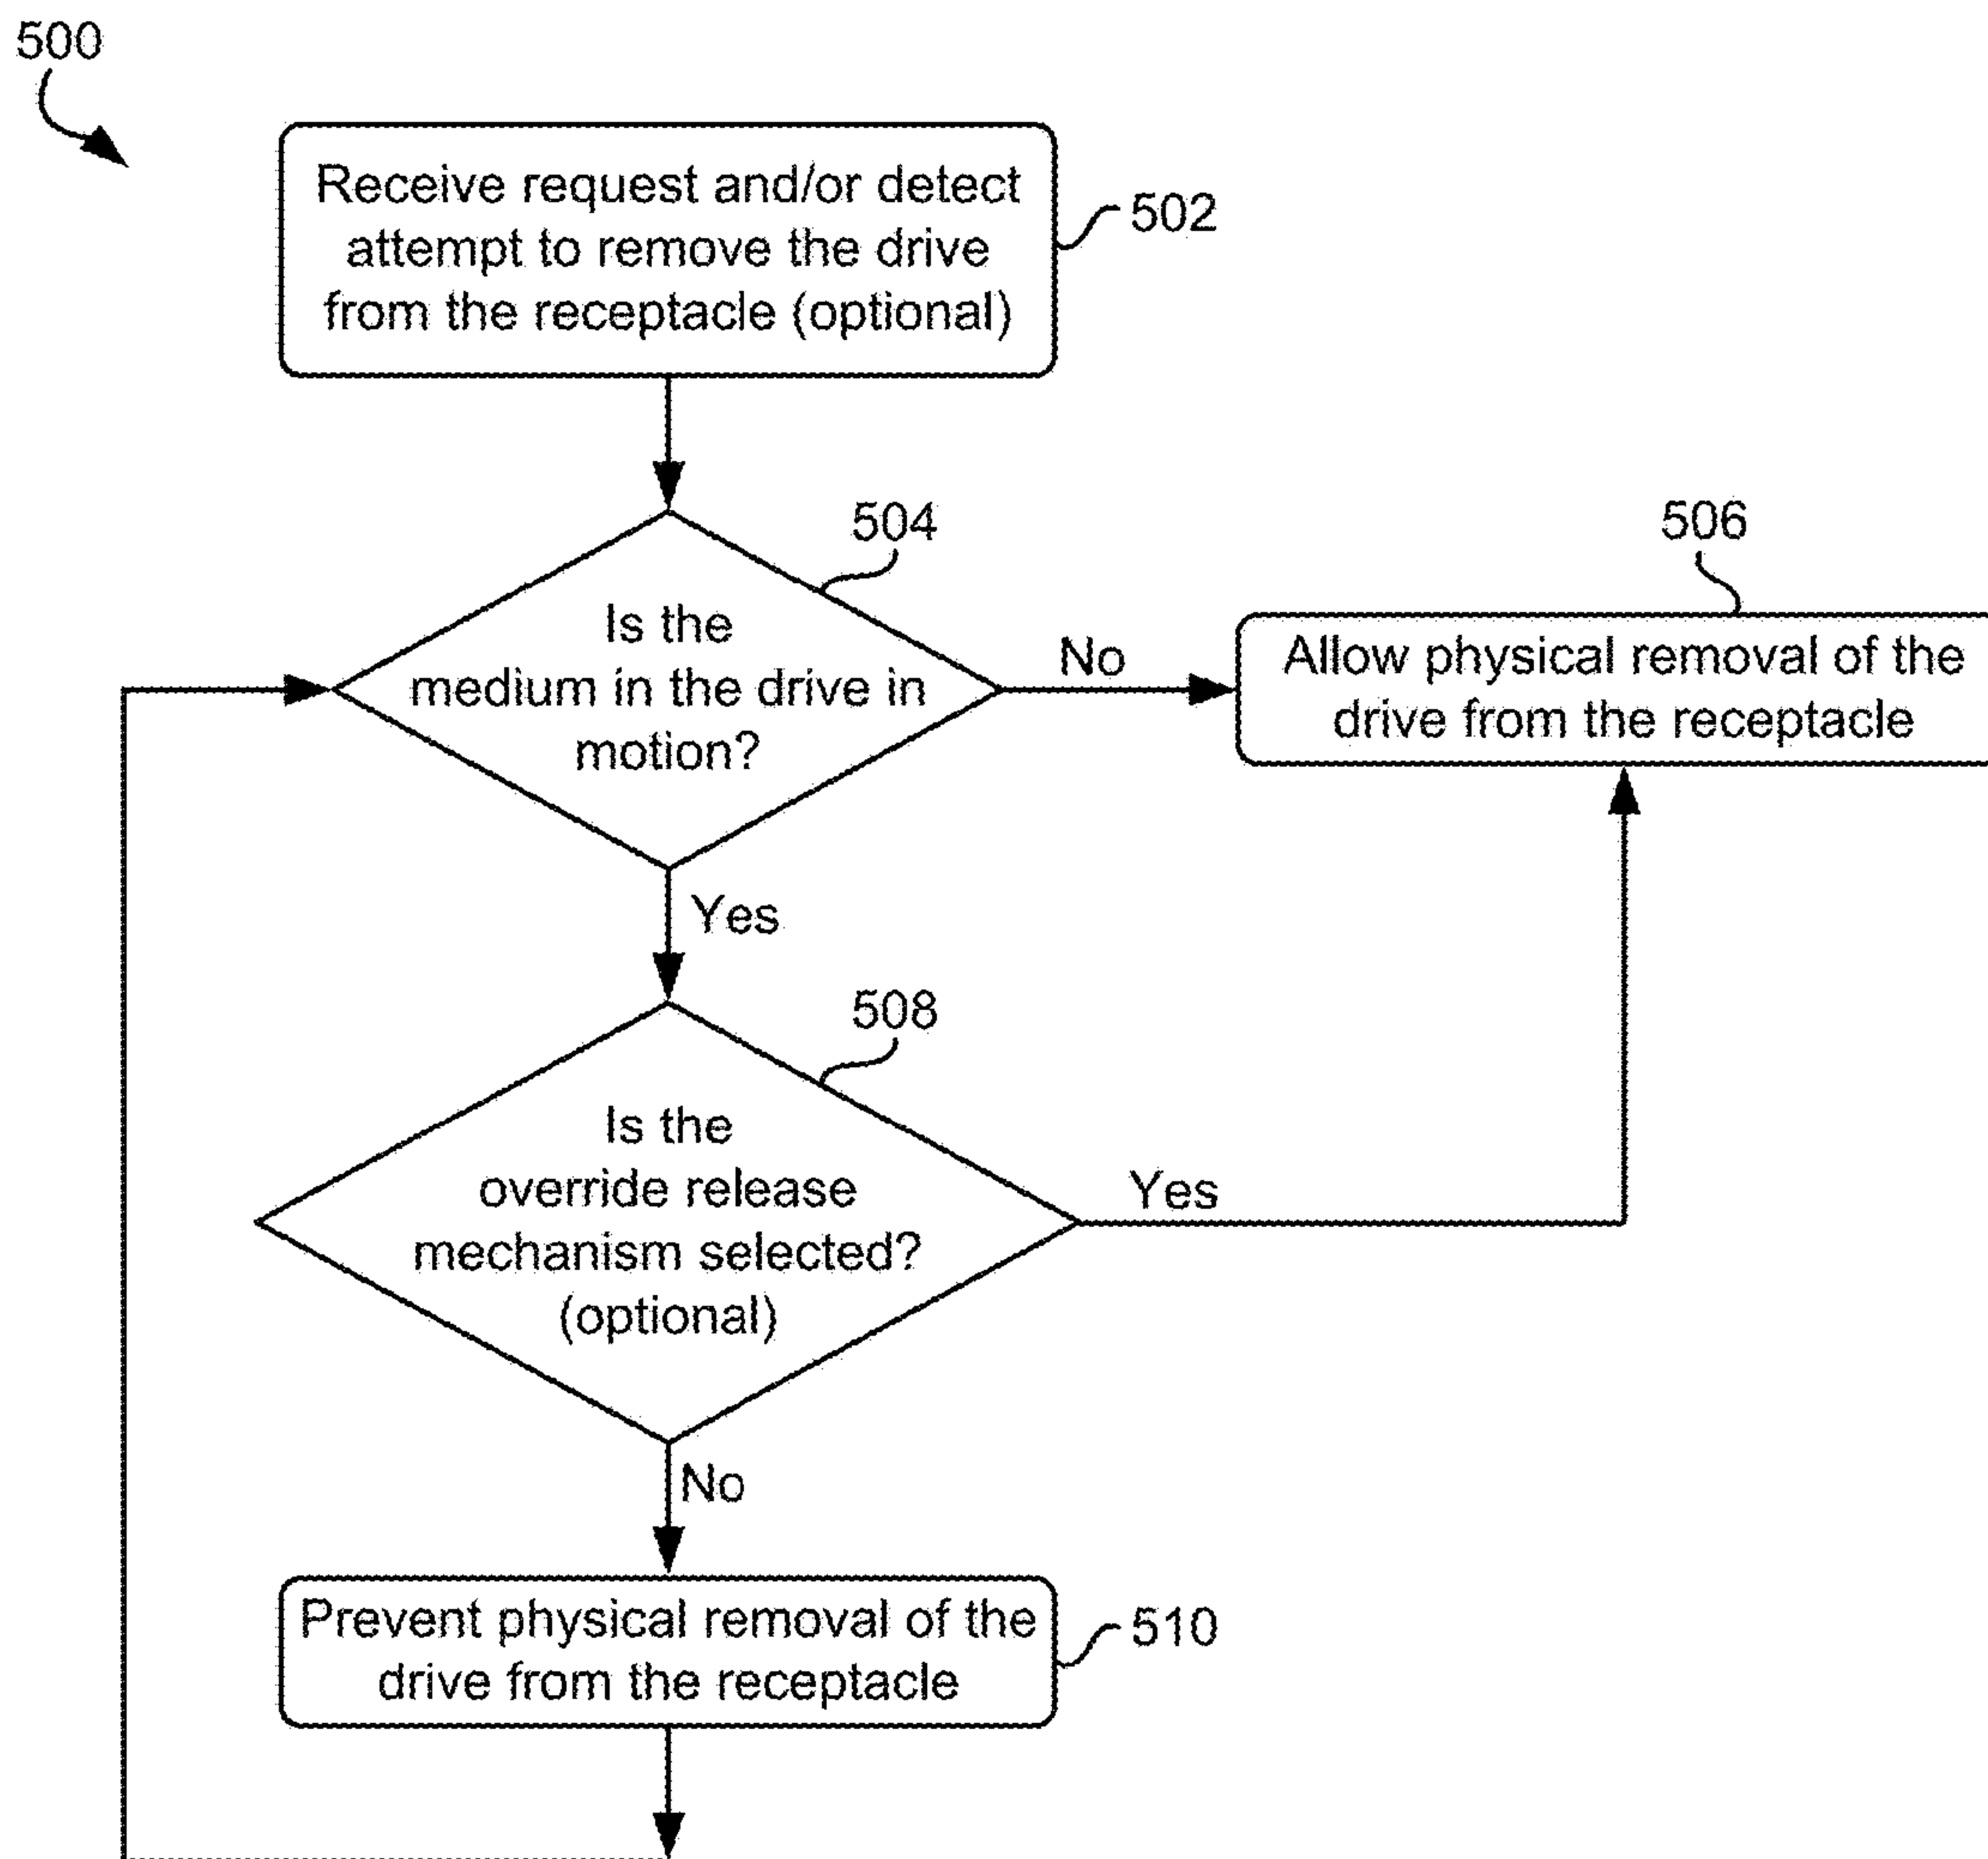 500
Receive request and/or detect
attempt to remove the drive
from the receptacle (optional)
502
504
Is the
medium in the drive in
motion?
No
506
Allow physical removal of the
drive from the receptacle
Yes
508
Is the
override release
mechanism selected?
(optional)
Yes
No
Prevent physical removal of the
drive from the receptacle
510